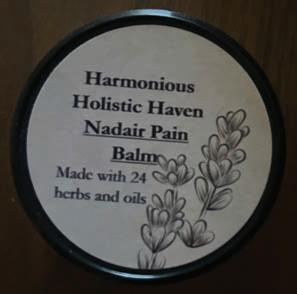 Harmonious
Holistic Haven
Nadair Pain
Balm
Made with 24
herbs and oils